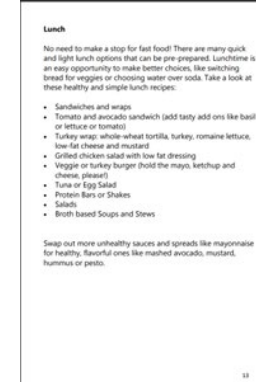 Lunch
No need to make a stop for fast food! There are many quick
and light lunch options that can be pre-prepared. Lunchtime is
an easy opportunity to make better choices, like switching
bread for veggies or choosing water over soda. Take a look at
these healthy and simple lunch recipes:
• Sandwiches and wraps
• Tomato and avocado sandwich (add tasty add ons like basil
or lettuce or tomato)
• Turkey wrap: whole-wheat tortilla, turkey, romaine lettuce,
low-fat cheese and mustard
• Grilled chicken salad with low fat dressing
• Veggie or turkey burger (hold the mayo, ketchup and
cheese, please!)
• Tuna or Egg Salad
• Protein Bars or Shakes
• Salads
• Broth based Soups and Stews
Swap out more unhealthy sauces and spreads like mayonnaise
for healthy, flavorful ones like mashed avocado, mustard,
hummus or pesto.
13